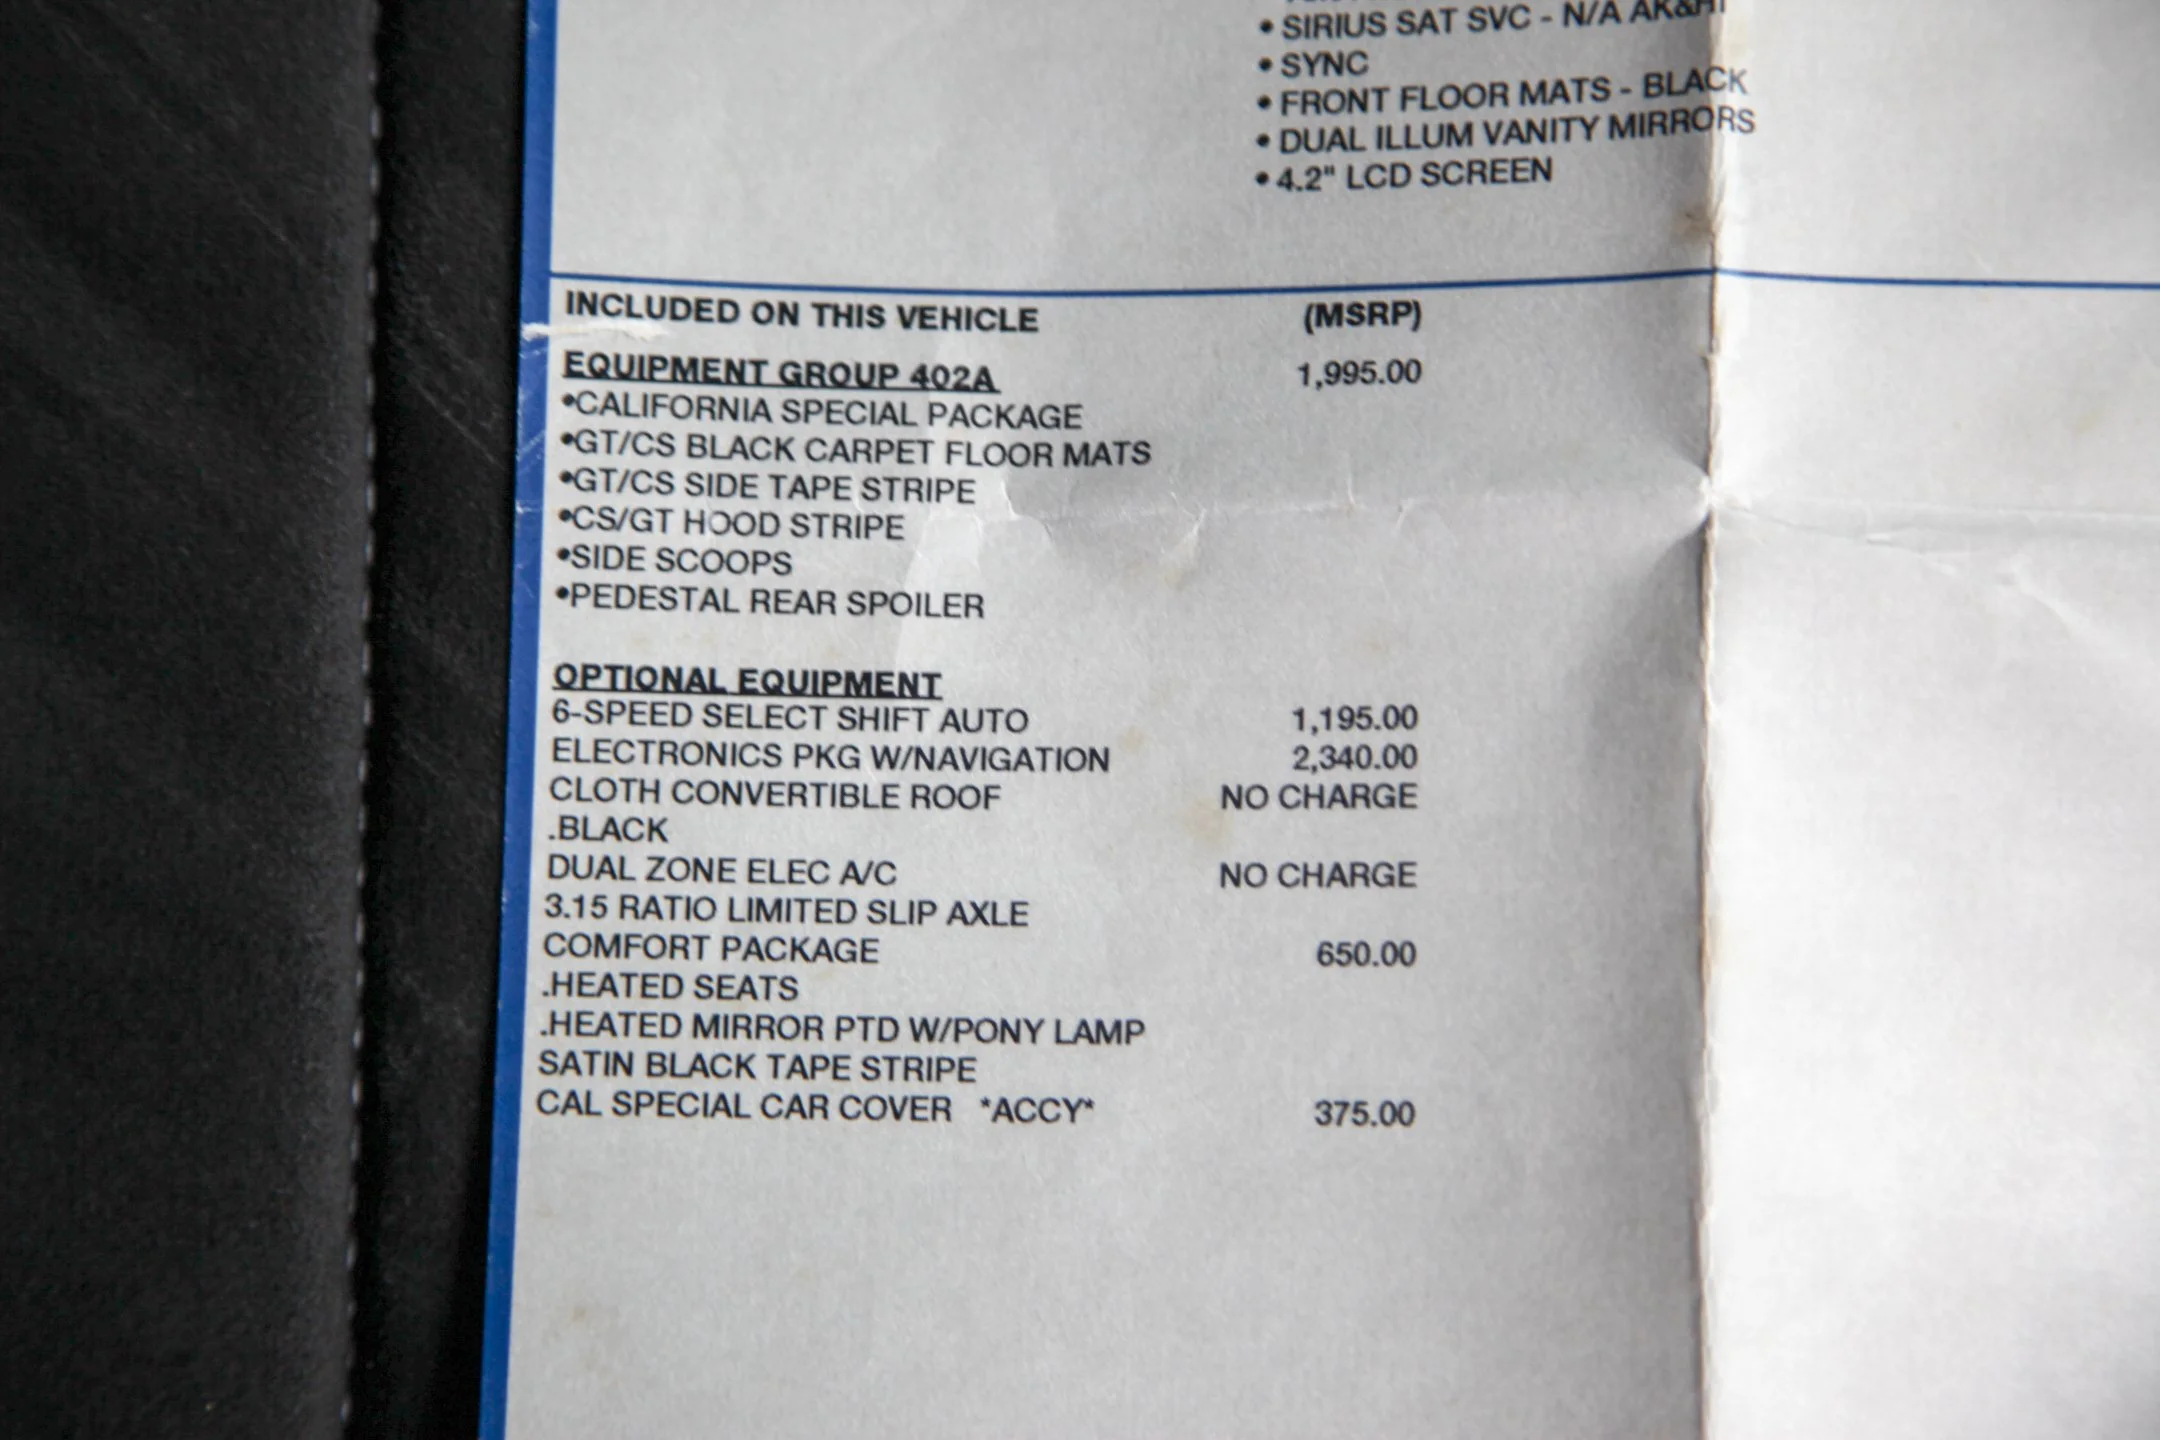 • SIRIUS SAT SVC - N/A AK&HI
• SYNC
• FRONT FLOOR MATS - BLACK
• DUAL ILLUM VANITY MIRRORS
• 4.2" LCD SCREEN
INCLUDED ON THIS VEHICLE (MSRP)
EQUIPMENT GROUP 402A 1,995.00
•CALIFORNIA SPECIAL PACKAGE
•GT/CS BLACK CARPET FLOOR MATS
•GT/CS SIDE TAPE STRIPE
•CS/GT HOOD STRIPE
•SIDE SCOOPS
•PEDESTAL REAR SPOILER
OPTIONAL EQUIPMENT
6-SPEED SELECT SHIFT AUTO 1,195.00
ELECTRONICS PKG W/NAVIGATION 2,340.00
CLOTH CONVERTIBLE ROOF NO CHARGE
.BLACK
DUAL ZONE ELEC A/C NO CHARGE
3.15 RATIO LIMITED SLIP AXLE
COMFORT PACKAGE 650.00
.HEATED SEATS
.HEATED MIRROR PTD W/PONY LAMP
SATIN BLACK TAPE STRIPE
CAL SPECIAL CAR COVER *ACCY* 375.00